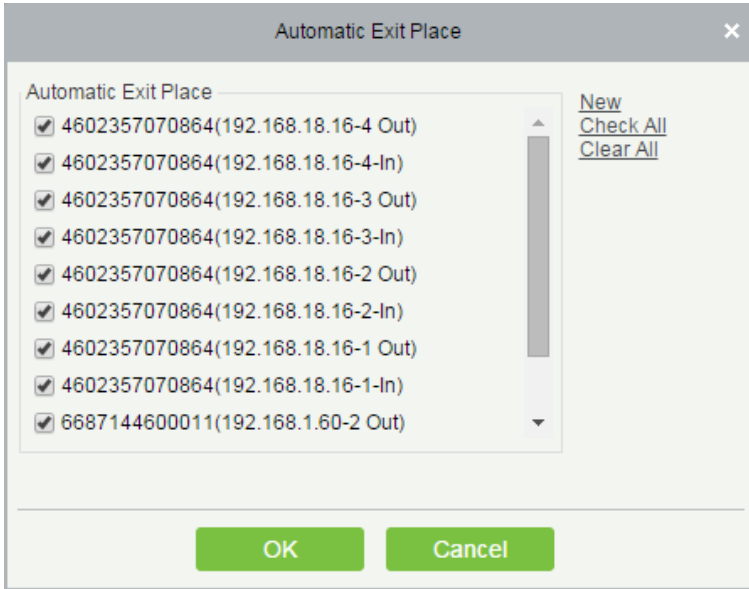 Automatic Exit Place
Automatic Exit Place
4602357070864(192.168.18.16-4 Out)
4602357070864(192.168.18.16-4-In)
4602357070864(192.168.18.16-3 Out)
4602357070864(192.168.18.16-3-In)
4602357070864(192.168.18.16-2 Out)
4602357070864(192.168.18.16-2-In)
4602357070864(192.168.18.16-1 Out)
4602357070864(192.168.18.16-1-In)
6687144600011(192.168.1.60-2 Out)
New
Check All
Clear All
OK
Cancel